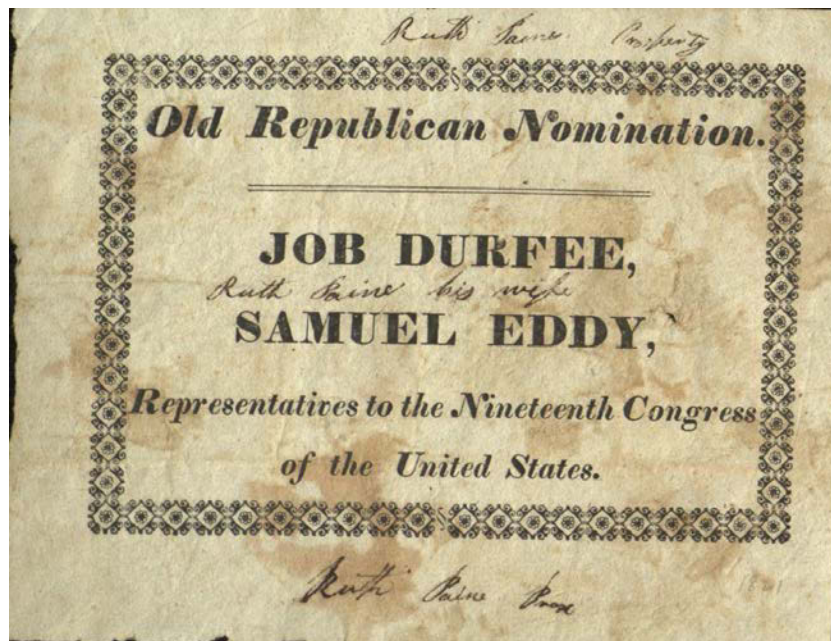 Ruth Paine Property
Old Republican Nomination.
JOB DURFEE,
Ruth Paine his wife
SAMUEL EDDY,
Representatives to the Nineteenth Congress
of the United States.
Ruth Paine